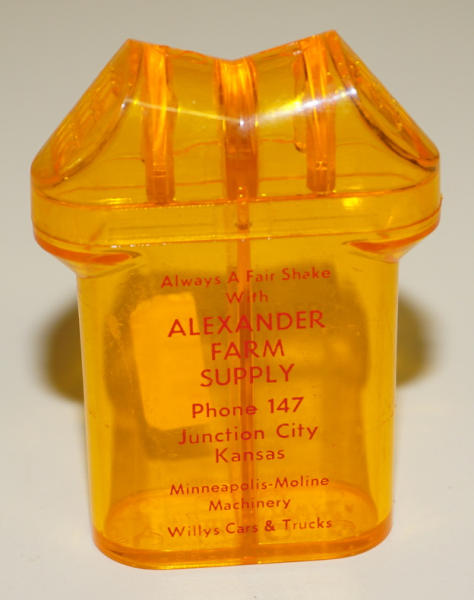 Always A Fair Shake
With
ALEXANDER
FARM
SUPPLY
Phone 147
Junction City
Kansas
Minneapolis-Moline
Machinery
Willys Cars & Trucks